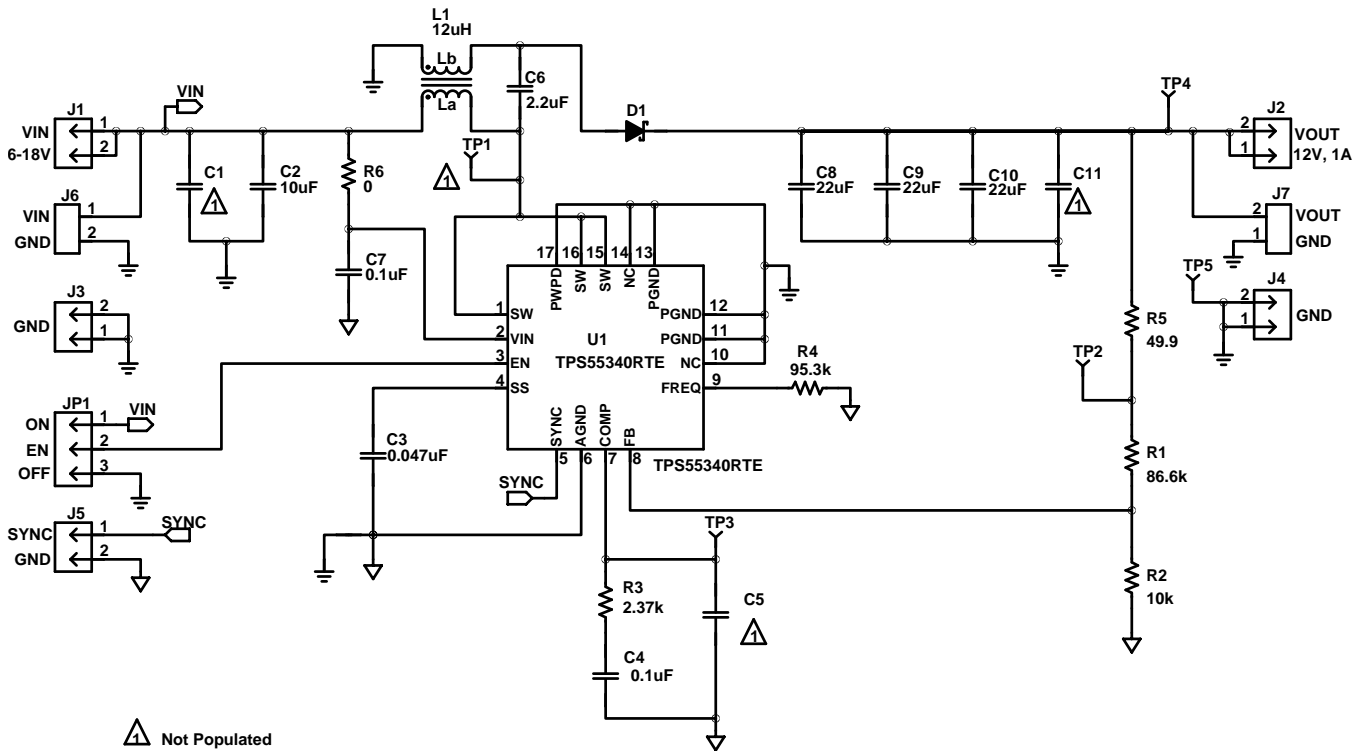 L1
12uH
Lb
La
C6
2.2uF
TP1
1
VIN
J1
VIN
6-18V
1
2
C1
1
C2
10uF
R6
0
C7
0.1uF
J6
VIN
GND
1
2
J3
GND
2
1
D1
TP4
C8
22uF
C9
22uF
C10
22uF
C11
1
J2
2
1
VOUT
12V, 1A
J7
2
1
VOUT
GND
TP5
J4
2
1
GND
17
16
15
14
13
PWPD
SW
SW
NC
PGND
1
SW
2
VIN
3
EN
4
SS
U1
TPS55340RTE
PGND
12
PGND
11
NC
10
FREQ
9
SYNC
AGND
COMP
FB
5
6
7
8
TPS55340RTE
R4
95.3k
R5
49.9
TP2
R1
86.6k
R2
10k
JP1
ON
EN
OFF
1
2
3
VIN
C3
0.047uF
SYNC
J5
SYNC
GND
1
2
SYNC
TP3
R3
2.37k
C4
0.1uF
C5
1
1 Not Populated